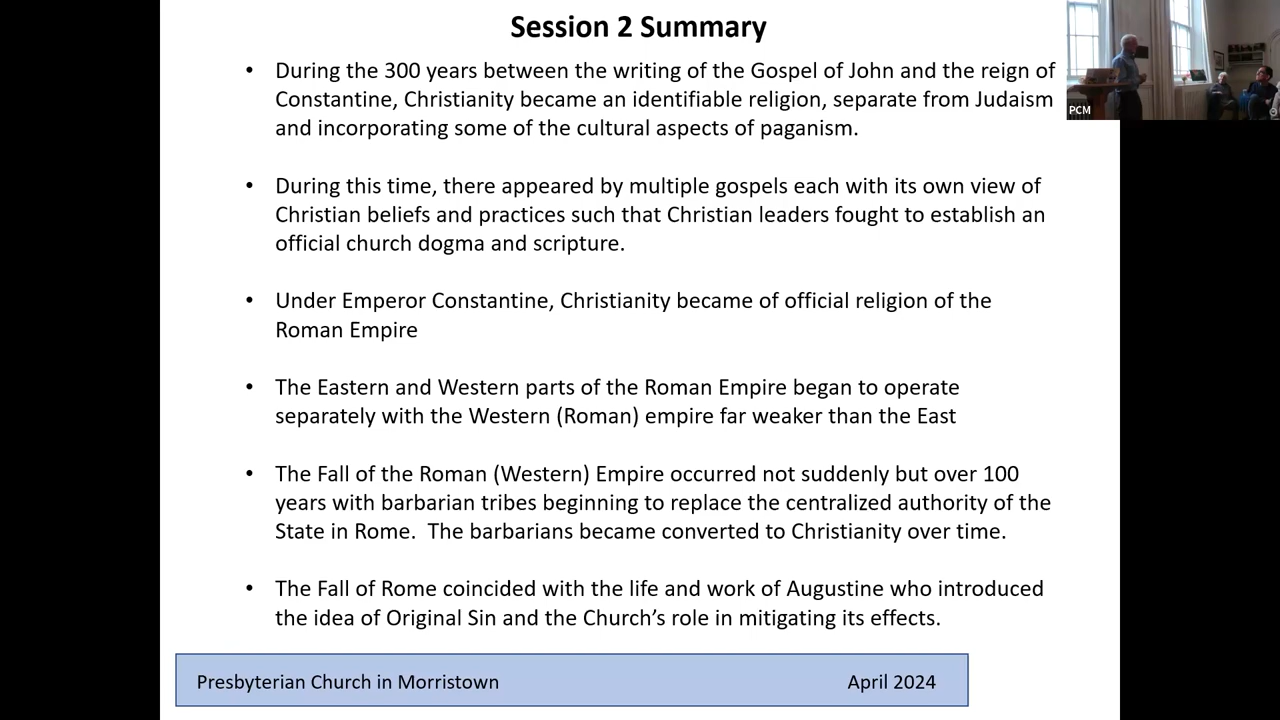 Session 2 Summary
• During the 300 years between the writing of the Gospel of John and the reign of
Constantine, Christianity became an identifiable religion, separate from Judaism
and incorporating some of the cultural aspects of paganism.
• During this time, there appeared by multiple gospels each with its own view of
Christian beliefs and practices such that Christian leaders fought to establish an
official church dogma and scripture.
• Under Emperor Constantine, Christianity became of official religion of the
Roman Empire
• The Eastern and Western parts of the Roman Empire began to operate
separately with the Western (Roman) empire far weaker than the East
• The Fall of the Roman (Western) Empire occurred not suddenly but over 100
years with barbarian tribes beginning to replace the centralized authority of the
State in Rome.  The barbarians became converted to Christianity over time.
• The Fall of Rome coincided with the life and work of Augustine who introduced
the idea of Original Sin and the Church’s role in mitigating its effects.
Presbyterian Church in Morristown April 2024
PCM